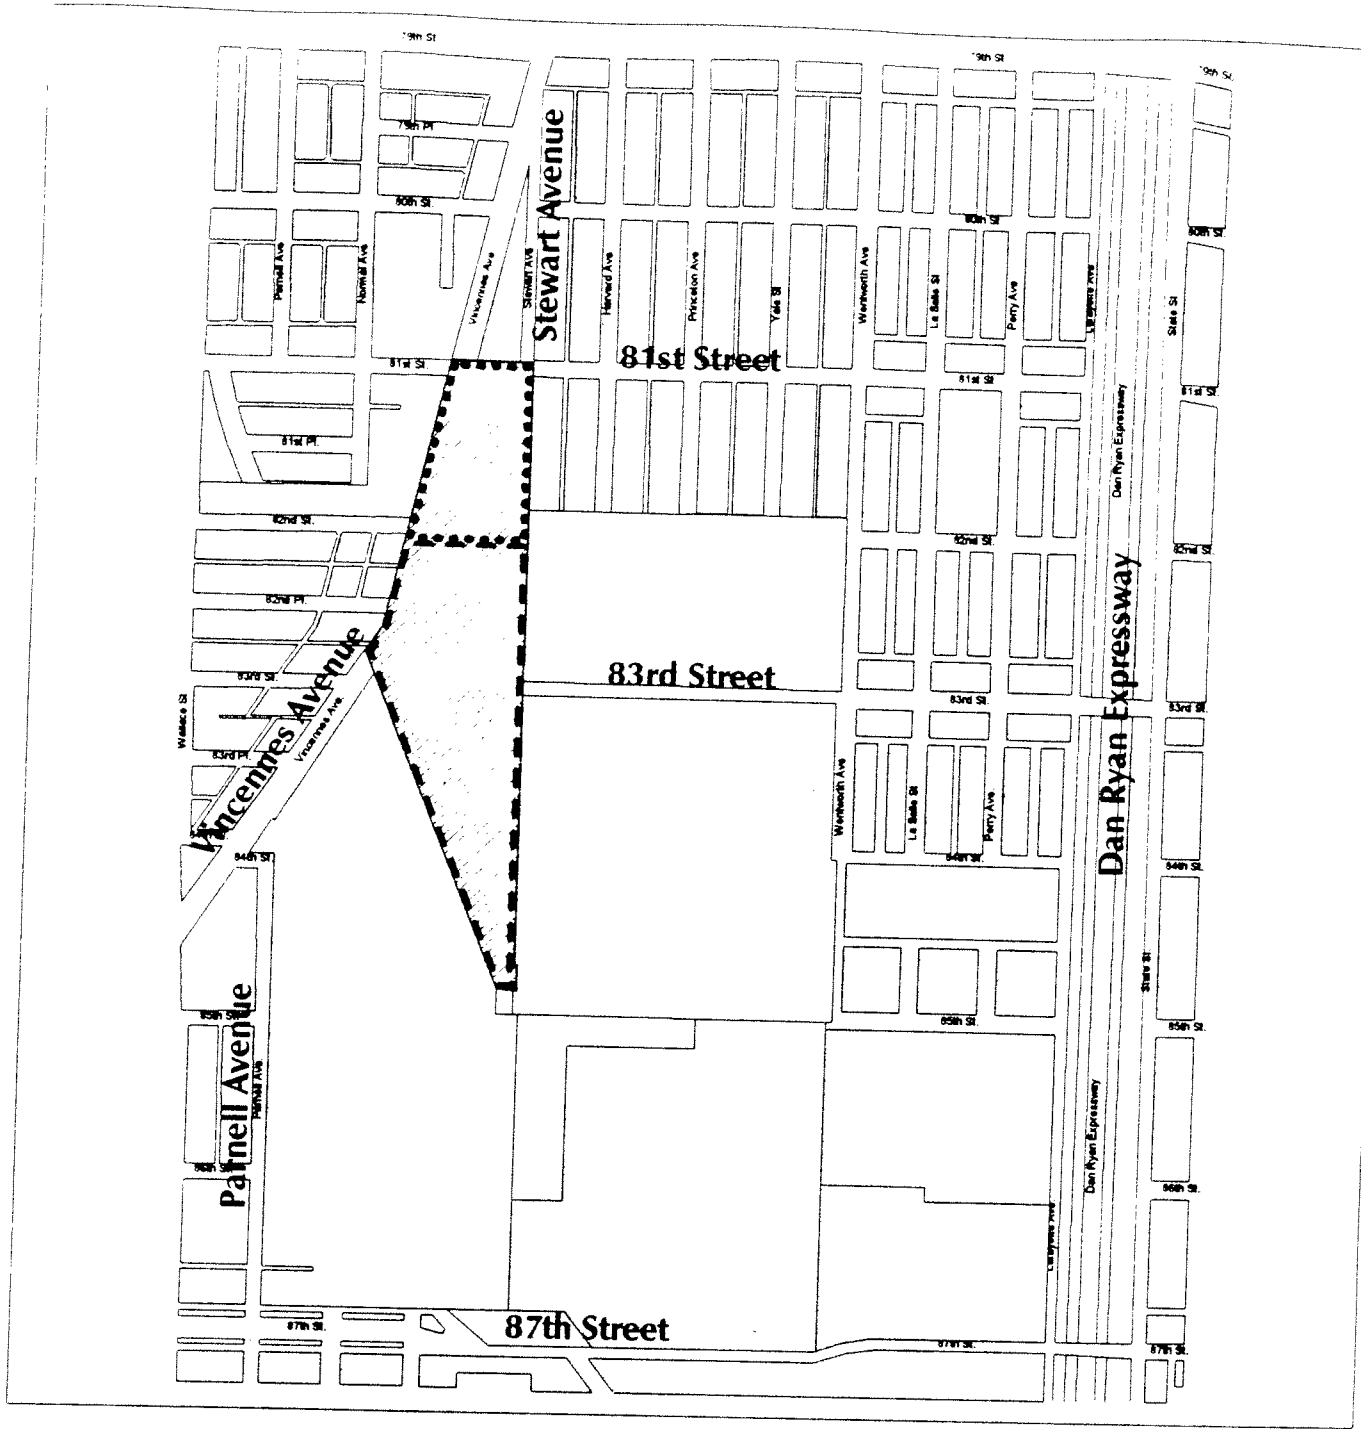 79th St
79th St
79th St.
79th Pl
Stewart Avenue
80th St
80th St
80th St.
Parnell Ave
Normal Ave
Vincennes Ave
Stewart Ave
Harvard Ave
Princeton Ave
Yale St
Wentworth Ave
La Salle St
Perry Ave
Lafayette Ave
State St
81st St.
81st Street
81st St
81st St.
81st Pl.
Dan Ryan Expressway
82nd St.
82nd St
82nd St.
82nd Pl.
Dan Ryan Expressway
83rd St.
83rd Street
83rd St.
83rd St.
Wallace St
Vincennes Avenue
Vincennes Ave.
83rd Pl.
Wentworth Ave
La Salle St
Perry Ave.
84th St.
84th St.
84th St.
State St
85th St.
85th St.
85th St.
Parnell Avenue
Parnell Ave.
Dan Ryan Expressway
86th St.
86th St.
Lafayette Ave.
87th St.
87th Street
87th St.
87th St.